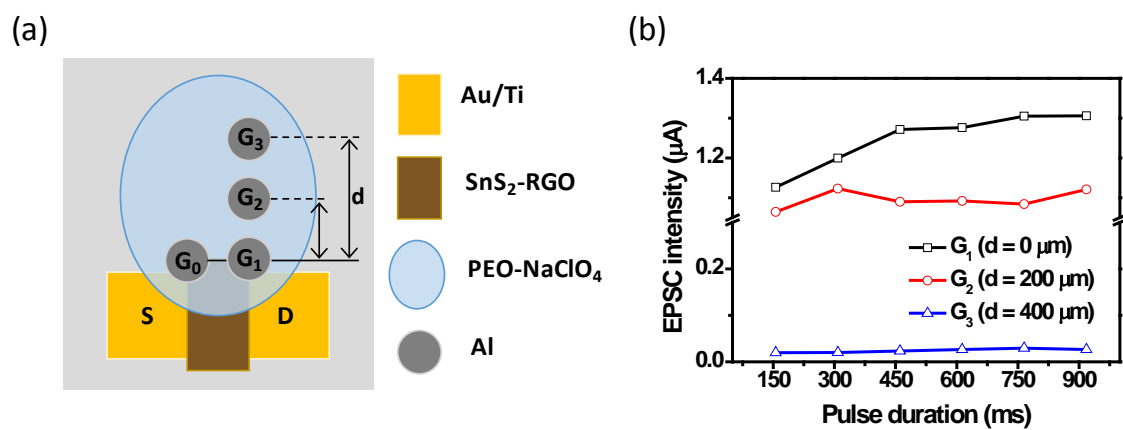 (a)
G₃
G₂
G₀
G₁
d
S
D
Au/Ti
SnS₂-RGO
PEO-NaClO₄
Al
(b)
EPSC intensity (μA)
1.4
1.2
0.2
0.0
G₁ (d = 0 μm)
G₂ (d = 200 μm)
G₃ (d = 400 μm)
150 300 450 600 750 900
Pulse duration (ms)